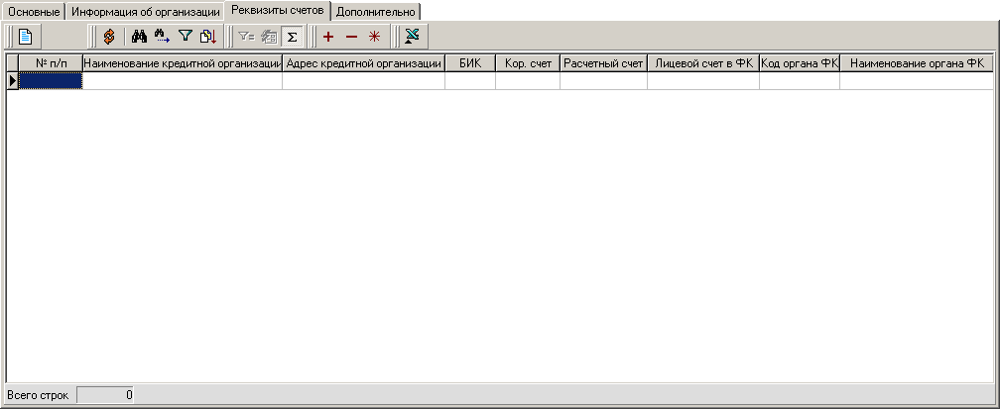 Основные Информация об организации Реквизиты счетов Дополнительно
Σ
№ п/п Наименование кредитной организации Адрес кредитной организации БИК Кор. счет Расчетный счет Лицевой счет в ФК Код органа ФК Наименование органа ФК
Всего строк 0